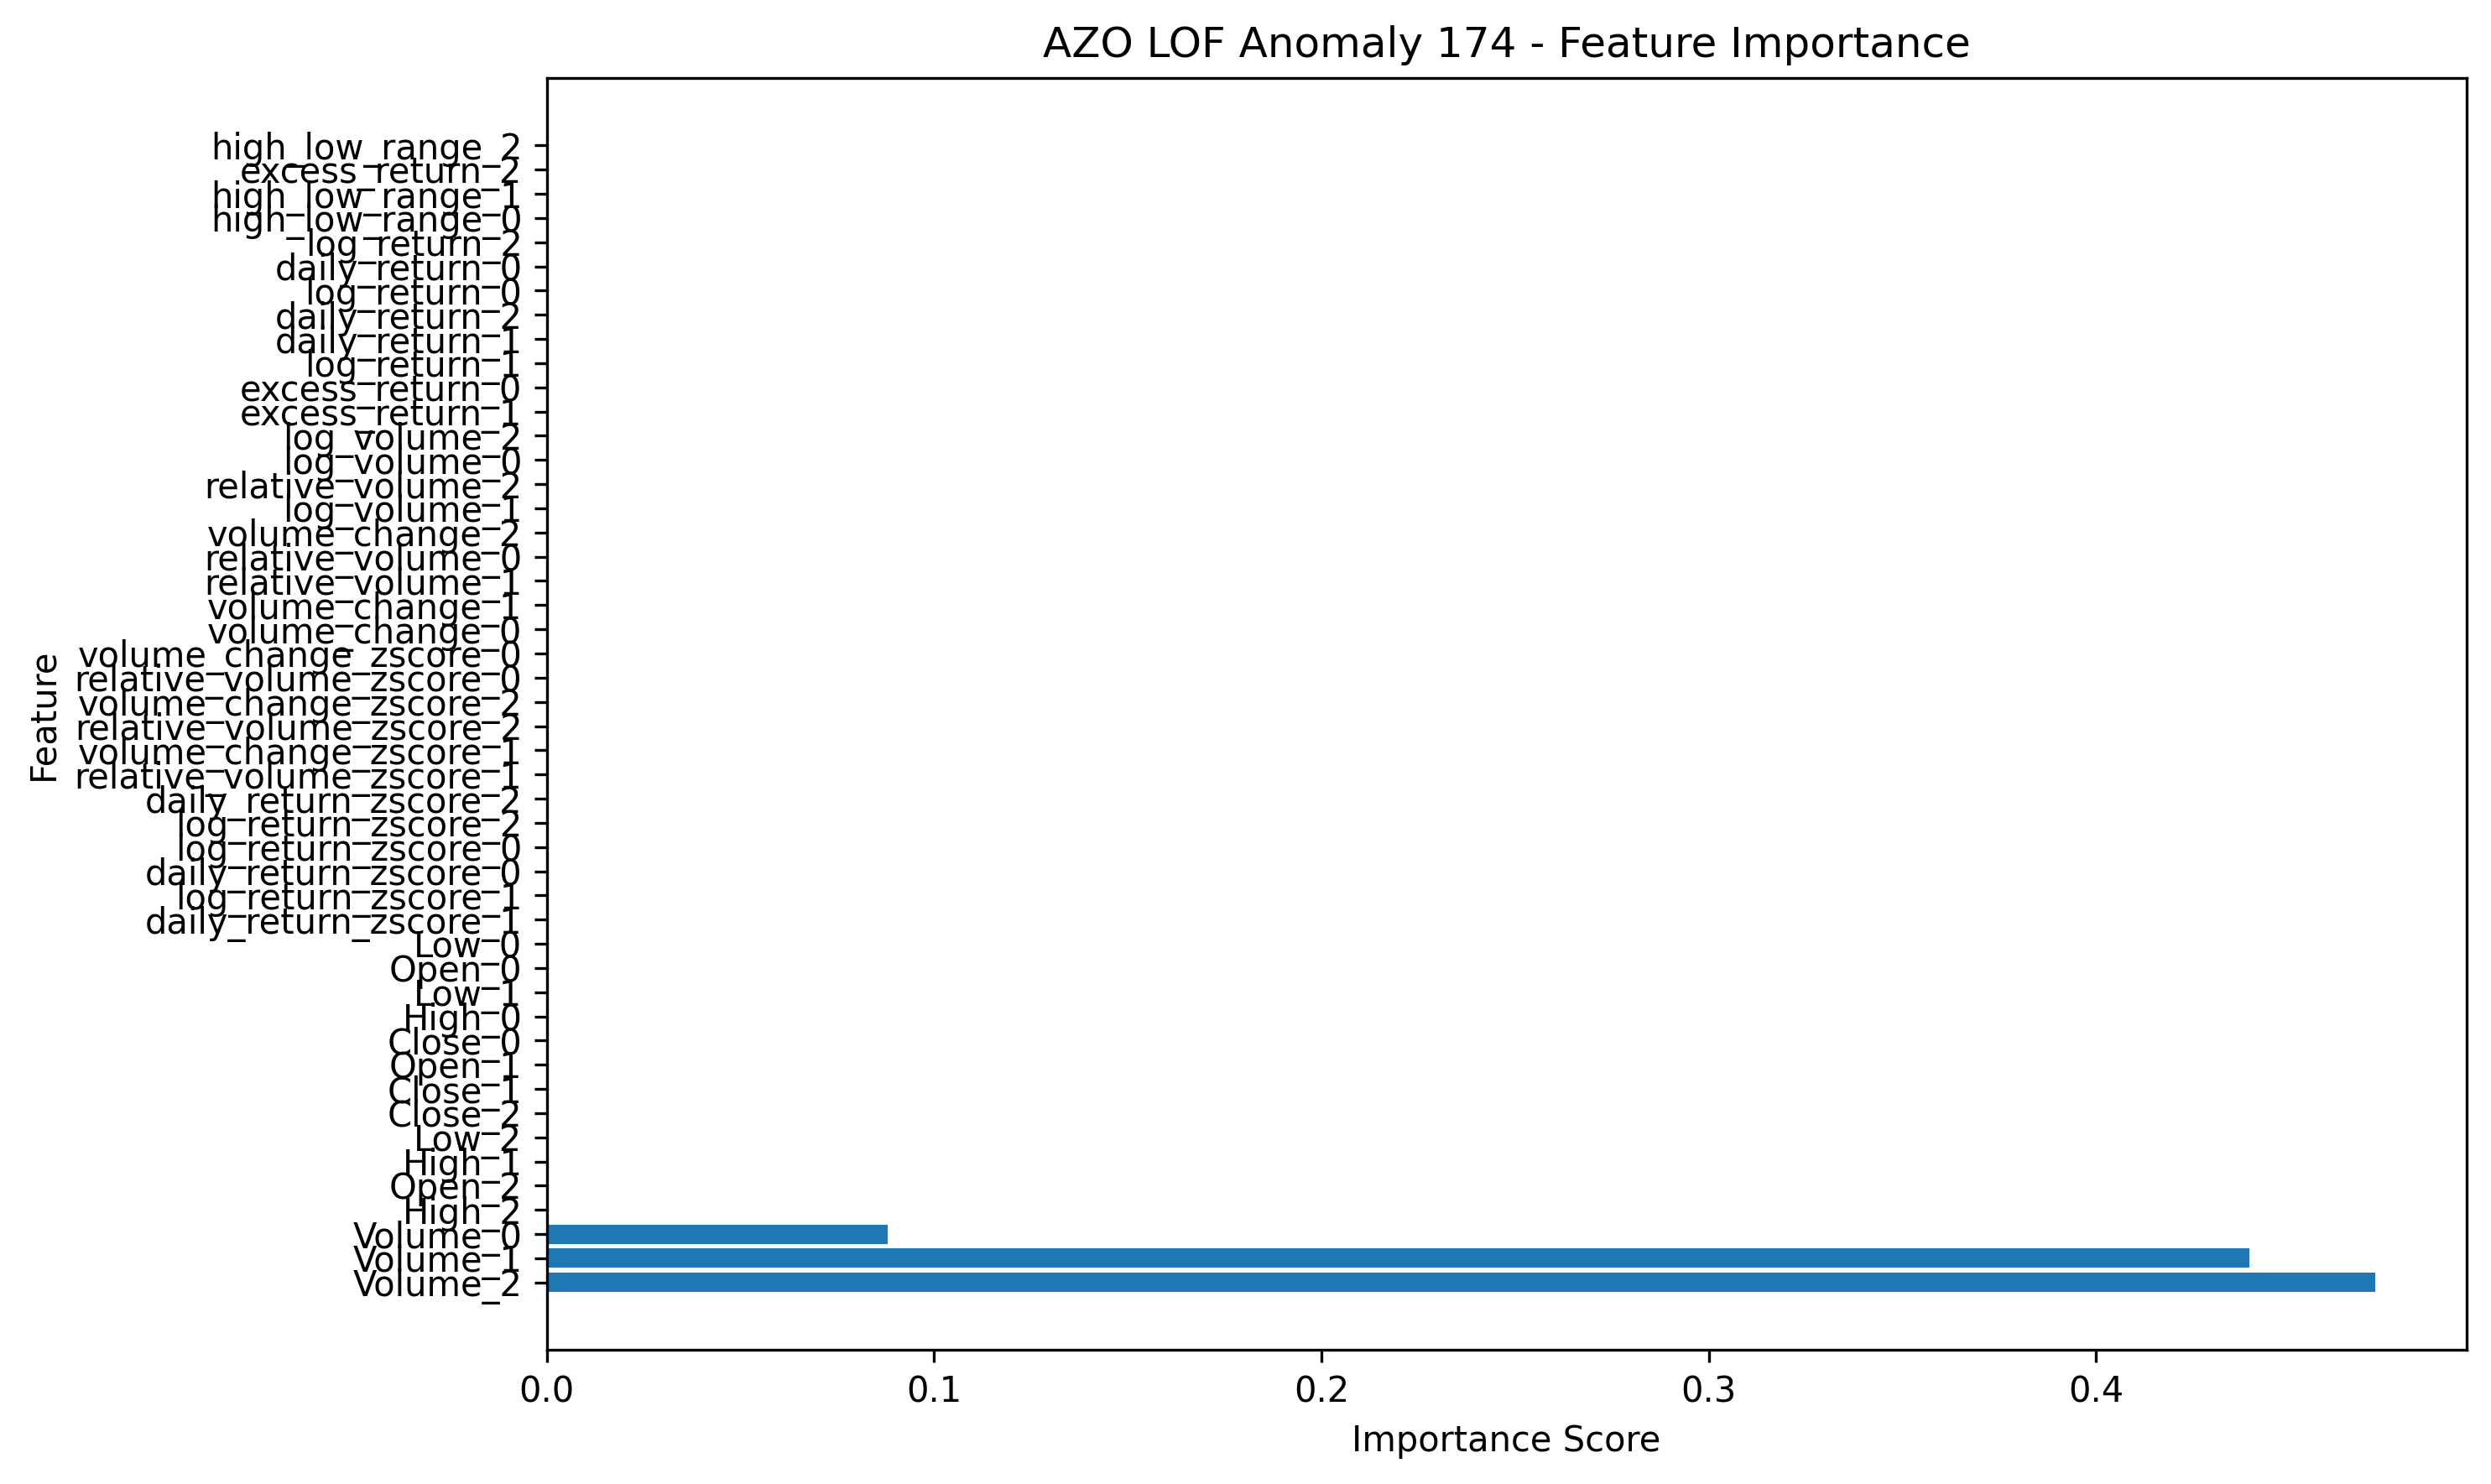 AZO LOF Anomaly 174 - Feature Importance
high_low_range_2
excess_return_2
high_low_range_1
high_low_range_0
log_return_2
daily_return_0
log_return_0
daily_return_2
daily_return_1
log_return_1
excess_return_0
excess_return_1
log_volume_2
log_volume_0
relative_volume_2
log_volume_1
volume_change_2
relative_volume_0
relative_volume_1
volume_change_1
volume_change_0
volume_change_zscore_0
relative_volume_zscore_0
volume_change_zscore_2
relative_volume_zscore_2
volume_change_zscore_1
relative_volume_zscore_1
daily_return_zscore_2
log_return_zscore_2
log_return_zscore_0
daily_return_zscore_0
log_return_zscore_1
daily_return_zscore_1
Low_0
Open_0
Low_1
High_0
Close_0
Open_1
Close_1
Close_2
Low_2
High_1
Open_2
High_2
Volume_0
Volume_1
Volume_2
Feature
0.0 0.1 0.2 0.3 0.4
Importance Score